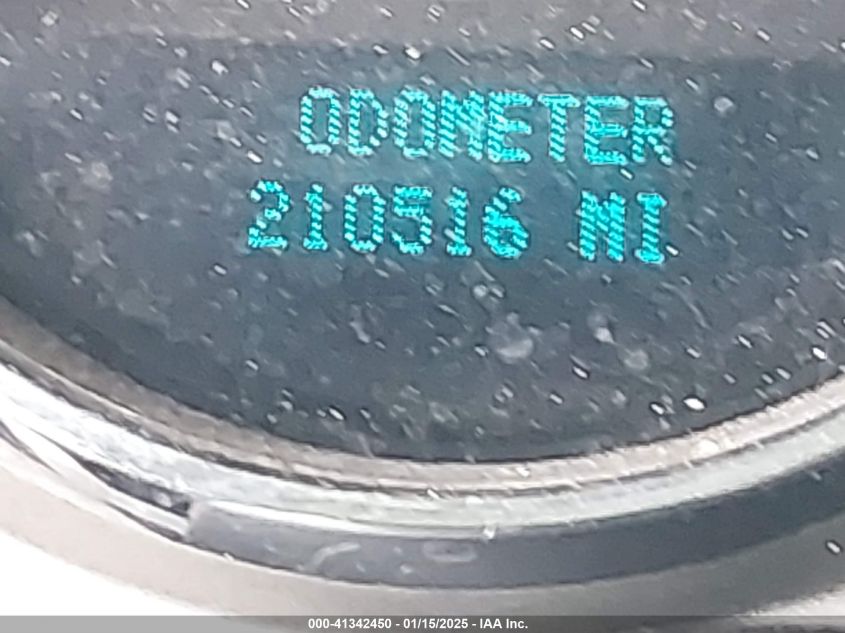 ODOMETER
210516 MI
000-41342450 - 01/15/2025 - IAA Inc.